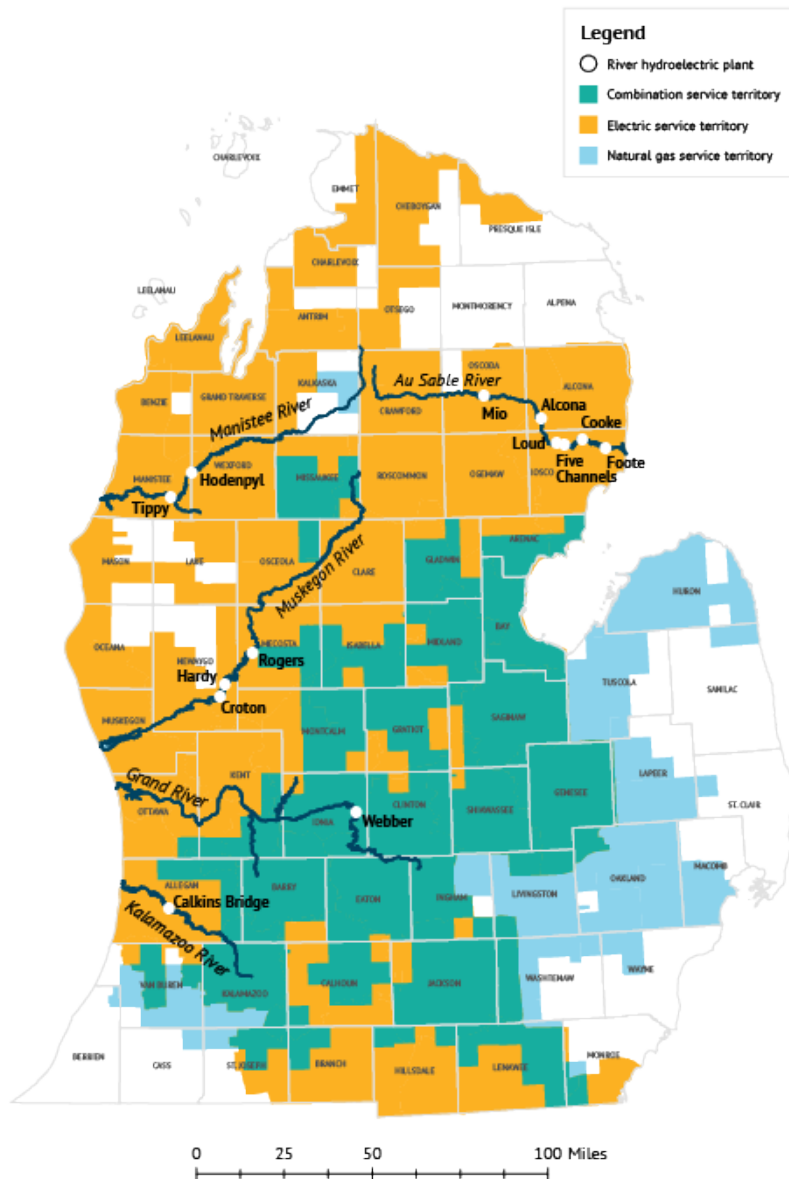 Legend
River hydroelectric plant
Combination service territory
Electric service territory
Natural gas service territory
CHARLEVOIX
EMMET
CHEBOYGAN
PRESQUE ISLE
CHARLEVOIX
LEELANAU
ANTRIM
OTSEGO
MONTMORENCY
ALPENA
LEELANAU
BENZIE
GRAND TRAVERSE
KALKASKA
Au Sable River
CRAWFORD
OSCODA
ALCONA
Mio
Alcona
Manistee River
Loud
Five
Channels
Cooke
Foote
MANISTEE
WEXFORD
Hodenpyl
Tippy
MISSAUKEE
ROSCOMMON
OGEMAW
IOSCO
MASON
LAKE
OSCEOLA
Muskegon River
CLARE
GLADWIN
ARENAC
HURON
OCEANA
NEWAYGO
MECOSTA
Rogers
ISABELLA
MIDLAND
BAY
Hardy
Croton
TUSCOLA
SANILAC
MUSKEGON
MONTCALM
GRATIOT
SAGINAW
KENT
Grand River
OTTAWA
IONIA
Webber
CLINTON
SHIAWASSEE
GENESEE
LAPEER
ST. CLAIR
ALLEGAN
Calkins Bridge
Kalamazoo River
BARRY
EATON
INGHAM
LIVINGSTON
OAKLAND
MACOMB
VAN BUREN
KALAMAZOO
CALHOUN
JACKSON
WASHTENAW
WAYNE
BERRIEN
CASS
ST. JOSEPH
BRANCH
HILLSDALE
LENAWEE
MONROE
0 25 50 100 Miles